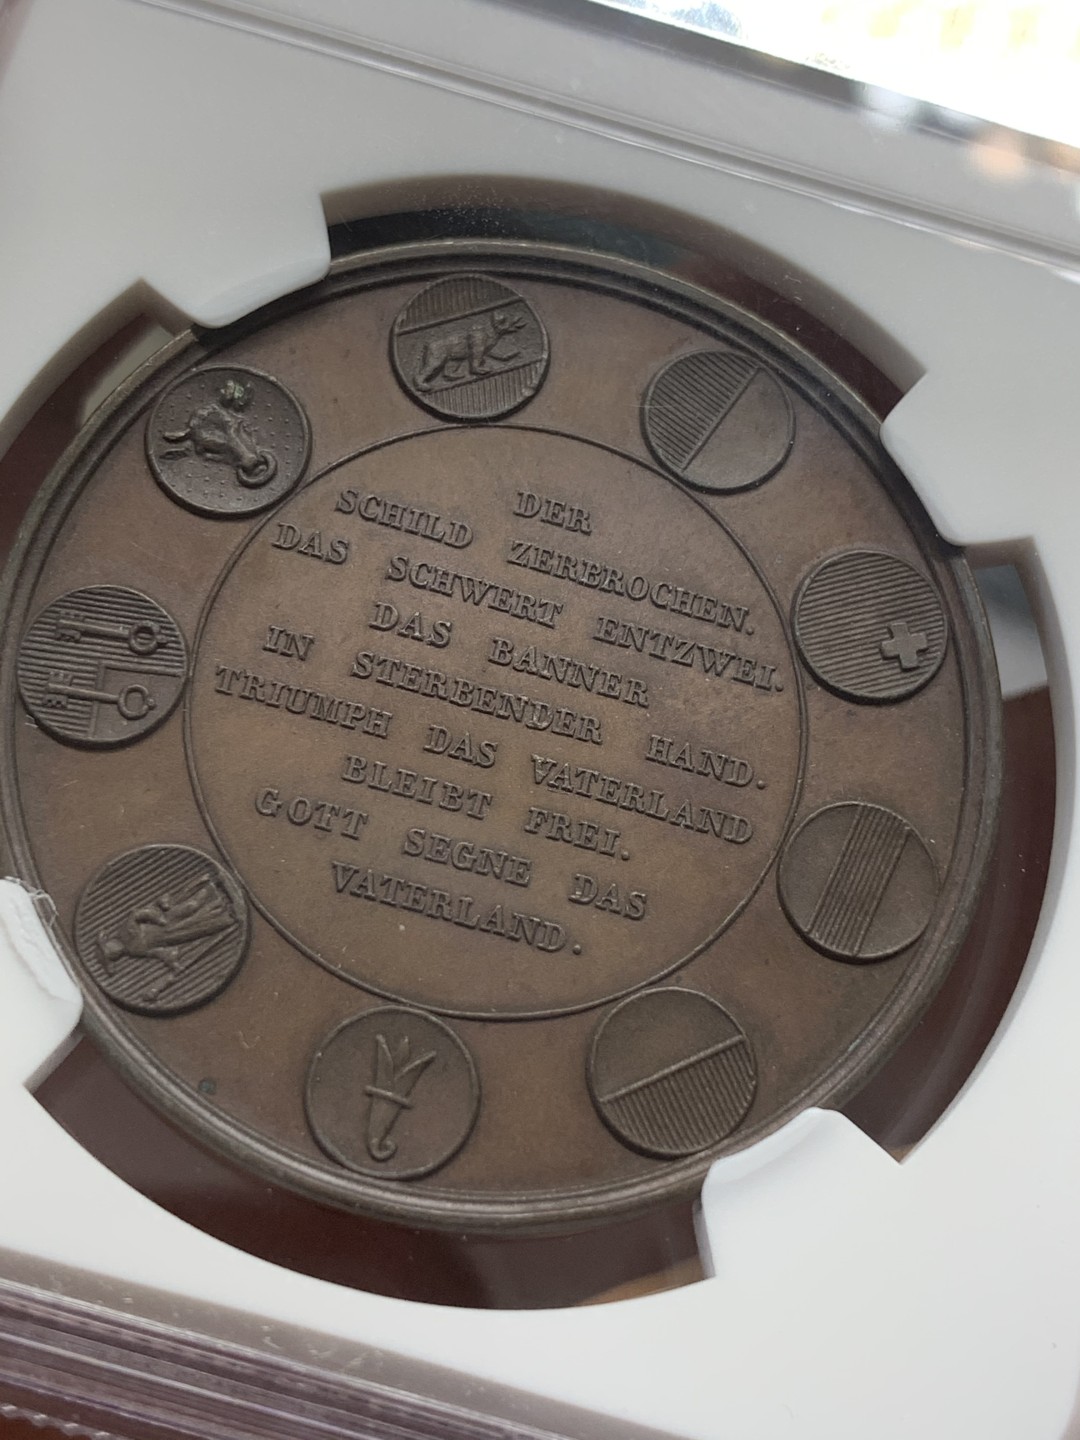 DER
SCHILD ZERBROCHEN.
DAS SCHWERT ENTZWEI.
DAS BANNER
IN STERBENDER HAND.
TRIUMPH DAS VATERLAND
BLEIBT FREI.
GOTT SEGNE DAS
VATERLAND.